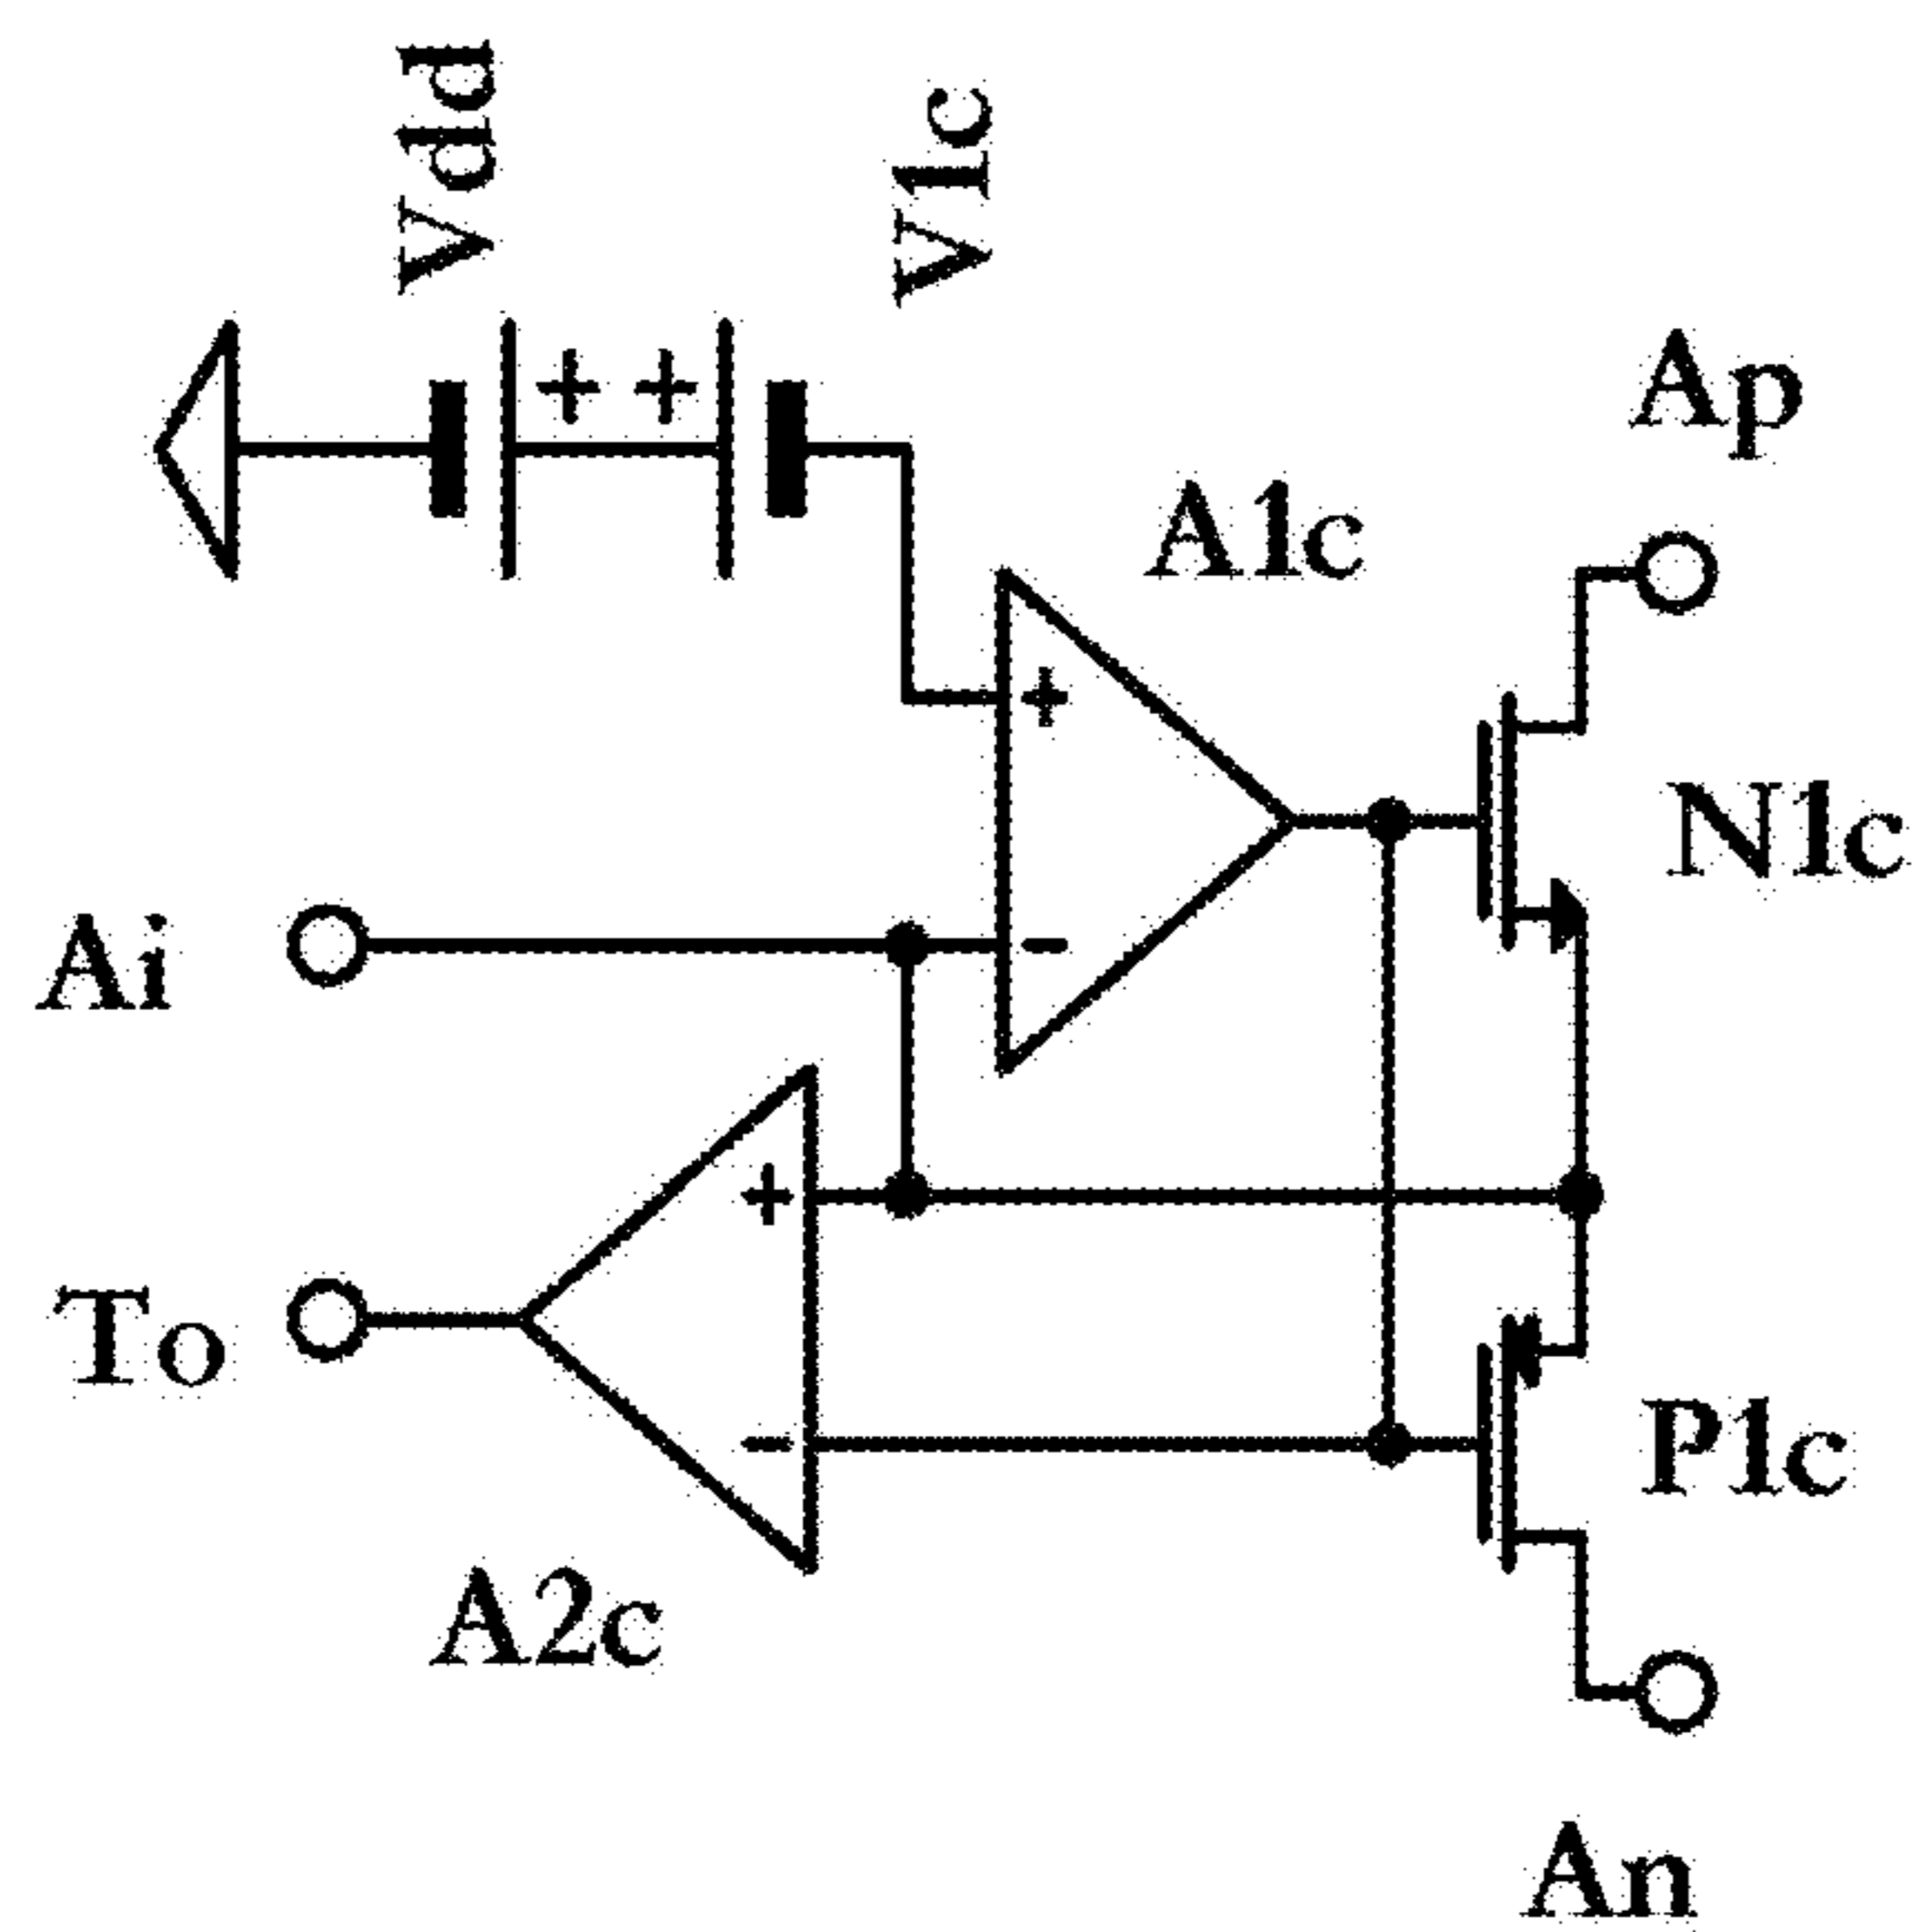 Vdd
V1c
Ap
A1c
+ +
+
N1c
Ai
-
+
To
-
P1c
A2c
An